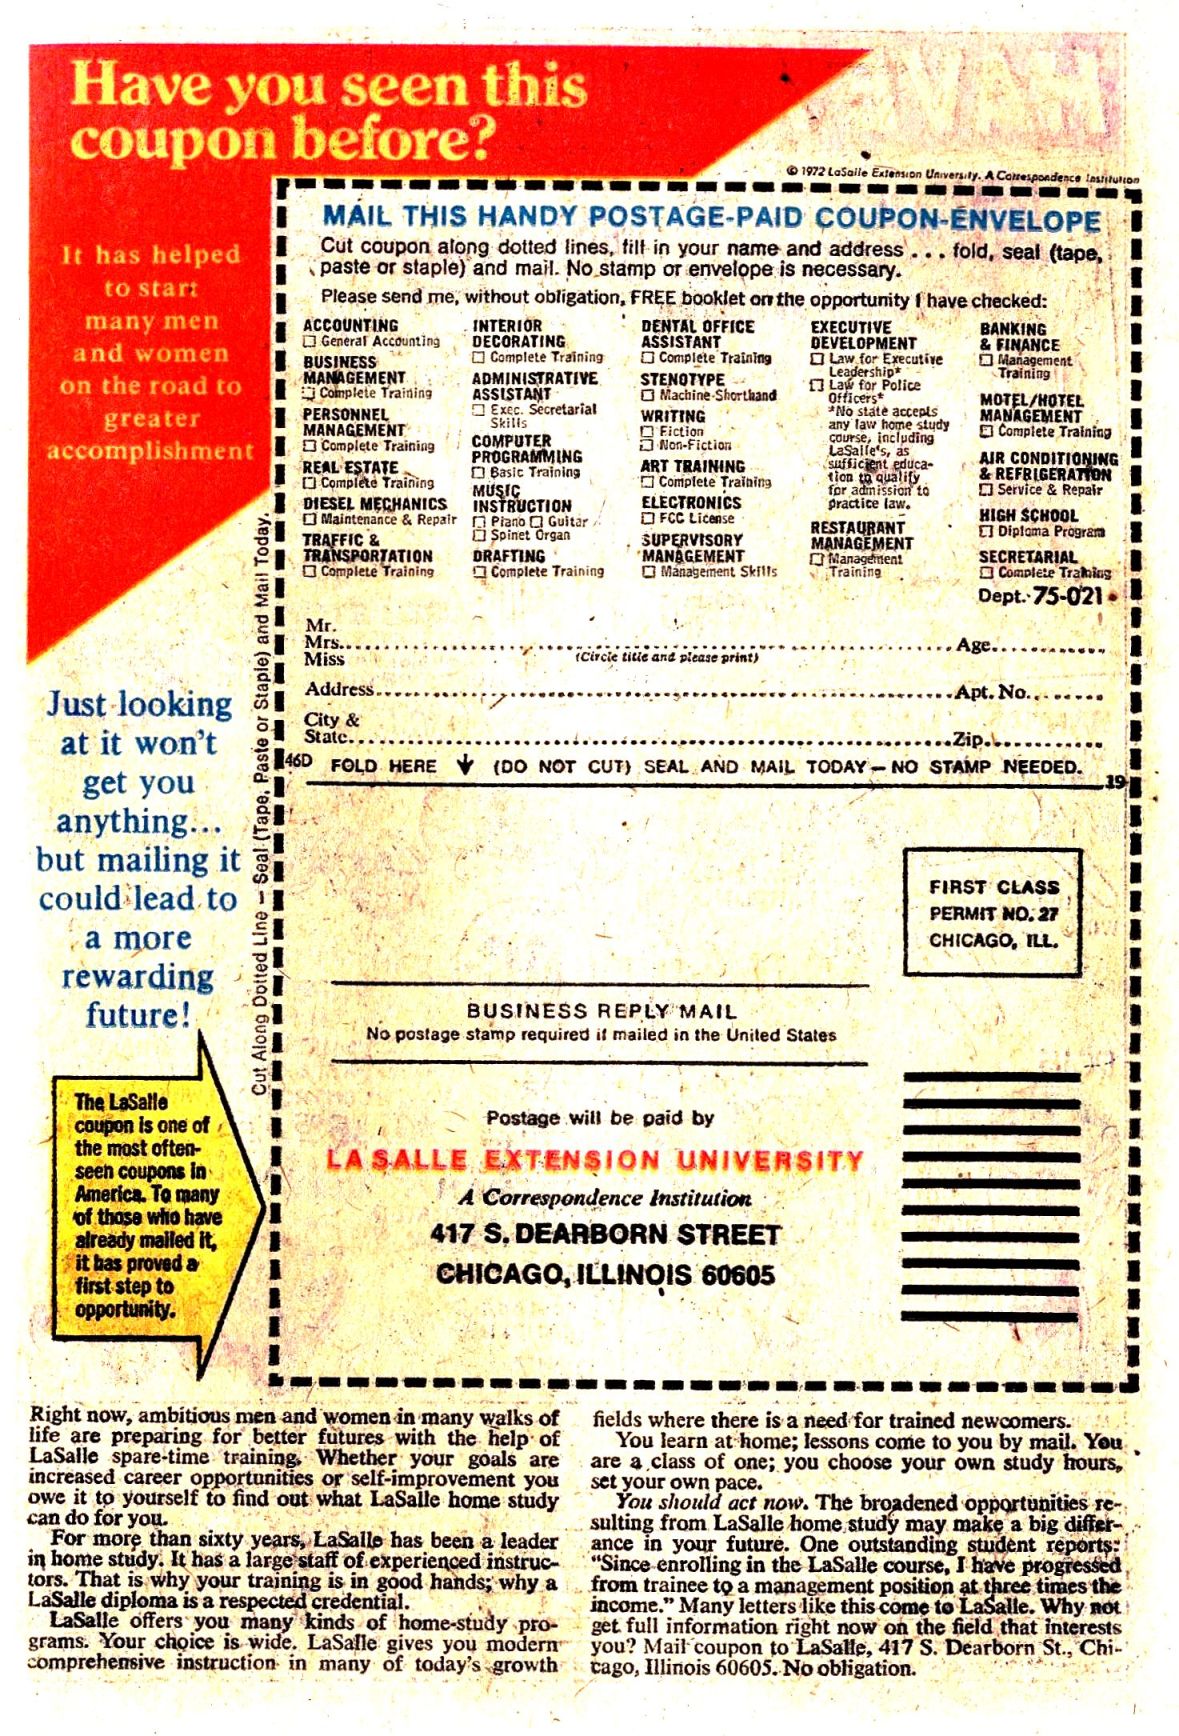 Have you seen this
coupon before?
It has helped
to start
many men
and women
on the road to
greater
accomplishment
Just looking
at it won't
get you
anything...
but mailing it
could lead to
a more
rewarding
future!
The LaSalle
coupon is one of
the most often-
seen coupons in
America. To many
of those who have
already mailed it,
it has proved a
first step to
opportunity.
Cut Along Dotted Line — Seal (Tape, Paste or Staple) and Mail Today.
© 1972 LaSalle Extension University. A Correspondence Institution
MAIL THIS HANDY POSTAGE-PAID COUPON-ENVELOPE
Cut coupon along dotted lines, fill in your name and address . . . fold, seal (tape,
paste or staple) and mail. No stamp or envelope is necessary.
Please send me, without obligation, FREE booklet on the opportunity I have checked:
ACCOUNTING
☐ General Accounting
BUSINESS
MANAGEMENT
☐ Complete Training
PERSONNEL
MANAGEMENT
☐ Complete Training
REAL ESTATE
☐ Complete Training
DIESEL MECHANICS
☐ Maintenance & Repair
TRAFFIC &
TRANSPORTATION
☐ Complete Training
INTERIOR
DECORATING
☐ Complete Training
ADMINISTRATIVE
ASSISTANT
☐ Exec. Secretarial
Skills
COMPUTER
PROGRAMMING
☐ Basic Training
MUSIC
INSTRUCTION
☐ Piano ☐ Guitar
☐ Spinet Organ
DRAFTING
☐ Complete Training
DENTAL OFFICE
ASSISTANT
☐ Complete Training
STENOTYPE
☐ Machine-Shorthand
WRITING
☐ Fiction
☐ Non-Fiction
ART TRAINING
☐ Complete Training
ELECTRONICS
☐ FCC License
SUPERVISORY
MANAGEMENT
☐ Management Skills
EXECUTIVE
DEVELOPMENT
☐ Law for Executive
Leadership*
☐ Law for Police
Officers*
*No state accepts
any law home study
course, including
LaSalle's, as
sufficient educa-
tion to qualify
for admission to
practice law.
RESTAURANT
MANAGEMENT
☐ Management
Training
BANKING
& FINANCE
☐ Management
Training
MOTEL/HOTEL
MANAGEMENT
☐ Complete Training
AIR CONDITIONING
& REFRIGERATION
☐ Service & Repair
HIGH SCHOOL
☐ Diploma Program
SECRETARIAL
☐ Complete Training
Dept. 75-021
Mr.
Mrs. Age
Miss (Circle title and please print)
Address Apt. No.
City &
State Zip
46D FOLD HERE ↓ (DO NOT CUT) SEAL AND MAIL TODAY — NO STAMP NEEDED.
19
FIRST CLASS
PERMIT NO. 27
CHICAGO, ILL.
BUSINESS REPLY MAIL
No postage stamp required if mailed in the United States
Postage will be paid by
LA SALLE EXTENSION UNIVERSITY
A Correspondence Institution
417 S. DEARBORN STREET
CHICAGO, ILLINOIS 60605
Right now, ambitious men and women in many walks of
life are preparing for better futures with the help of
LaSalle spare-time training. Whether your goals are
increased career opportunities or self-improvement you
owe it to yourself to find out what LaSalle home study
can do for you.
For more than sixty years, LaSalle has been a leader
in home study. It has a large staff of experienced instruc-
tors. That is why your training is in good hands; why a
LaSalle diploma is a respected credential.
LaSalle offers you many kinds of home-study pro-
grams. Your choice is wide. LaSalle gives you modern
comprehensive instruction in many of today's growth
fields where there is a need for trained newcomers.
You learn at home; lessons come to you by mail. You
are a class of one; you choose your own study hours,
set your own pace.
You should act now. The broadened opportunities re-
sulting from LaSalle home study may make a big differ-
ence in your future. One outstanding student reports:
"Since enrolling in the LaSalle course, I have progressed
from trainee to a management position at three times the
income." Many letters like this come to LaSalle. Why not
get full information right now on the field that interests
you? Mail coupon to LaSalle, 417 S. Dearborn St., Chi-
cago, Illinois 60605. No obligation.